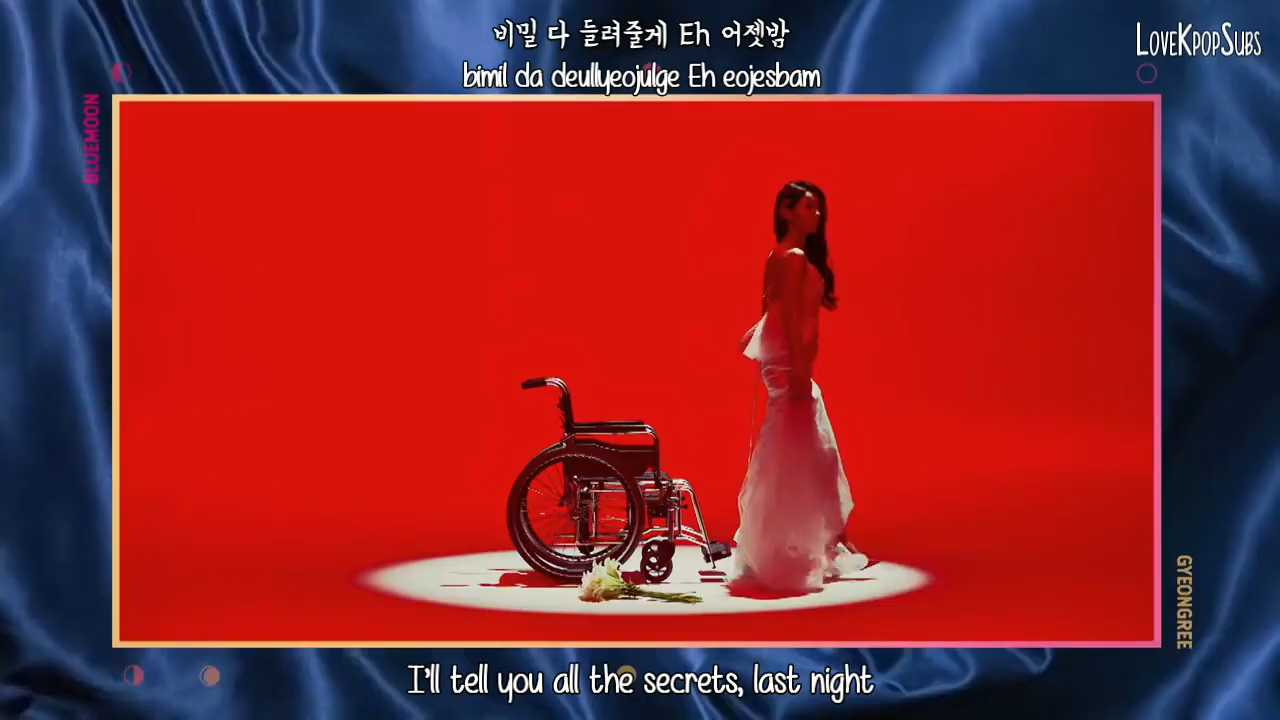 비밀 다 들려줄게 Eh 어젯밤
bimil da deullyeojulge Eh eojesbam
LOVEKPOPSUBS
BLUEMOON
GYEONGREE
I'll tell you all the secrets, last night